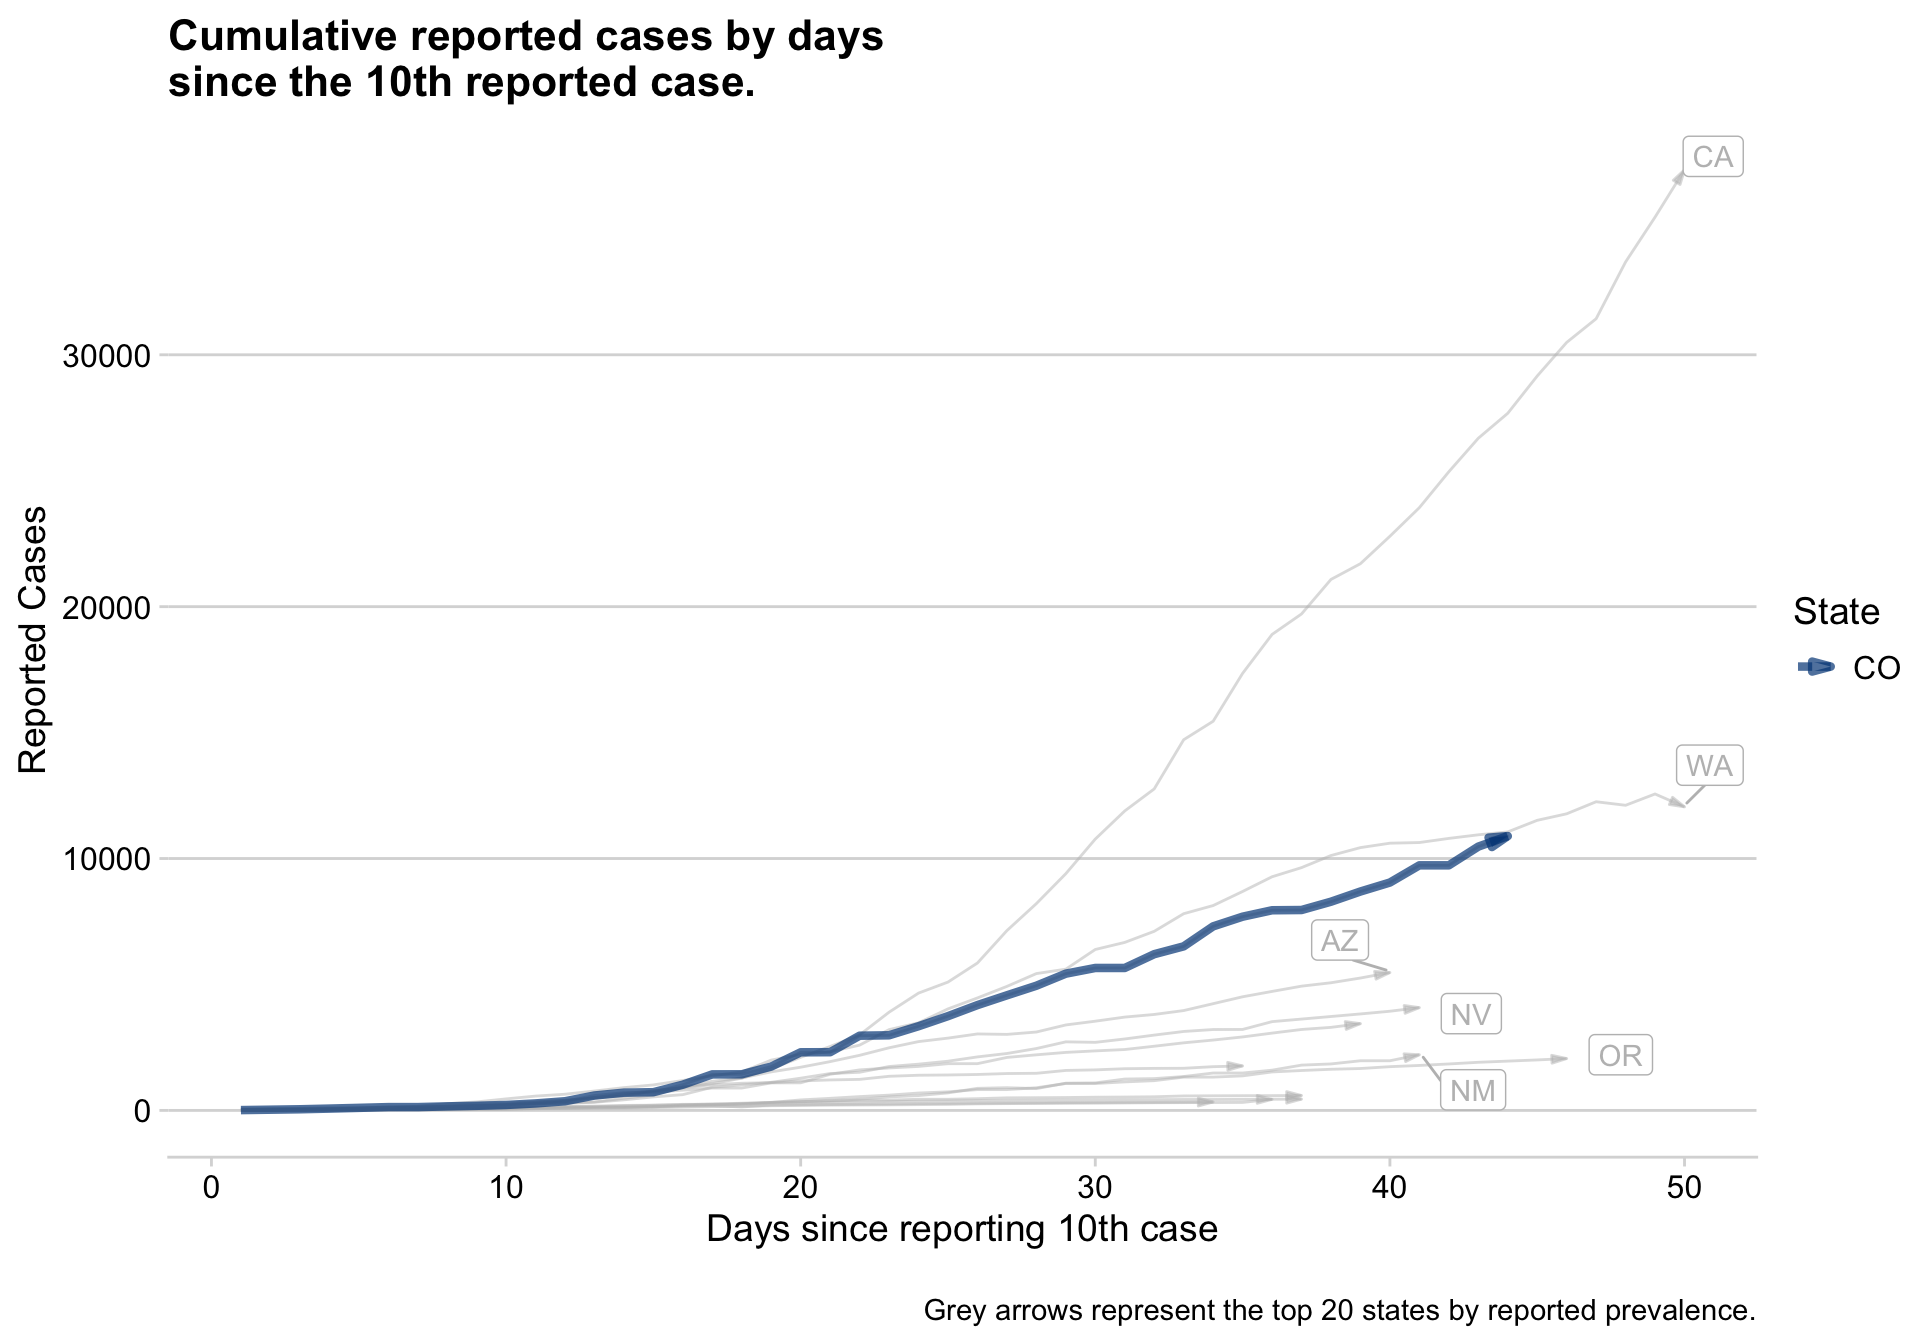 Cumulative reported cases by days
since the 10th reported case.
CA
30000
20000
10000
0
Reported Cases
WA
AZ
NV
OR
NM
State
CO
0 10 20 30 40 50
Days since reporting 10th case
Grey arrows represent the top 20 states by reported prevalence.